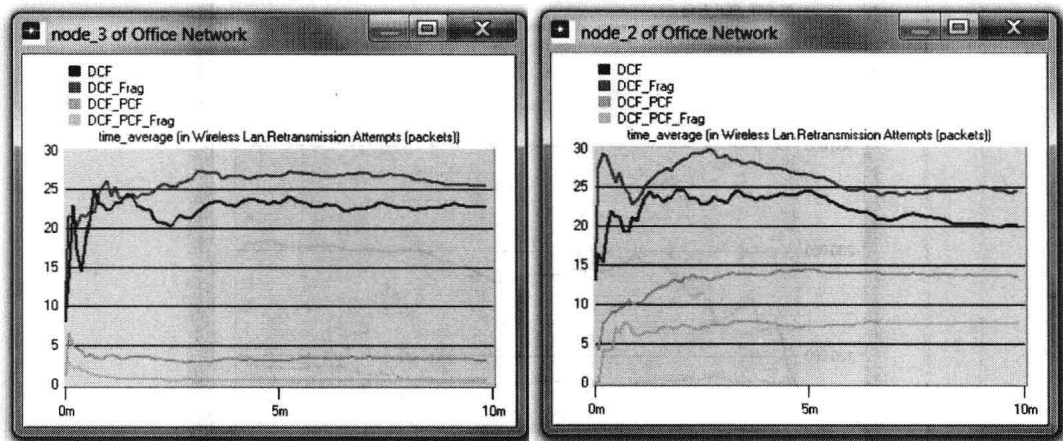 node_3 of Office Network
DCF
DCF_Frag
DCF_PCF
DCF_PCF_Frag
time_average (in Wireless Lan.Retransmission Attempts (packets))
30
25
20
15
10
5
0
0m
5m
10m
node_2 of Office Network
DCF
DCF_Frag
DCF_PCF
DCF_PCF_Frag
time_average (in Wireless Lan.Retransmission Attempts (packets))
30
25
20
15
10
5
0
0m
5m
10m